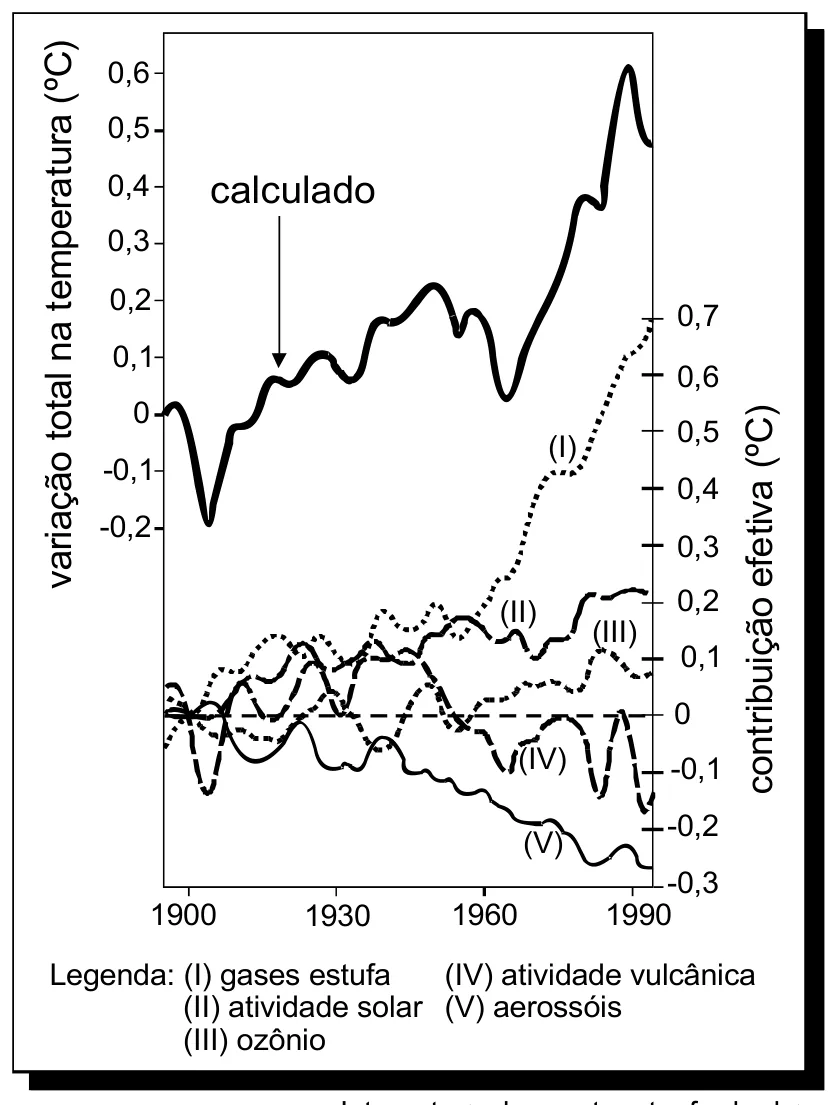 variação total na temperatura (ºC)
0,6
0,5
0,4
0,3
0,2
0,1
0
-0,1
-0,2
calculado
0,7
0,6
0,5
0,4
0,3
0,2
0,1
0
-0,1
-0,2
-0,3
contribuição efetiva (ºC)
(I)
(II)
(III)
(IV)
(V)
1900 1930 1960 1990
Legenda: (I) gases estufa (IV) atividade vulcânica
(II) atividade solar (V) aerossóis
(III) ozônio